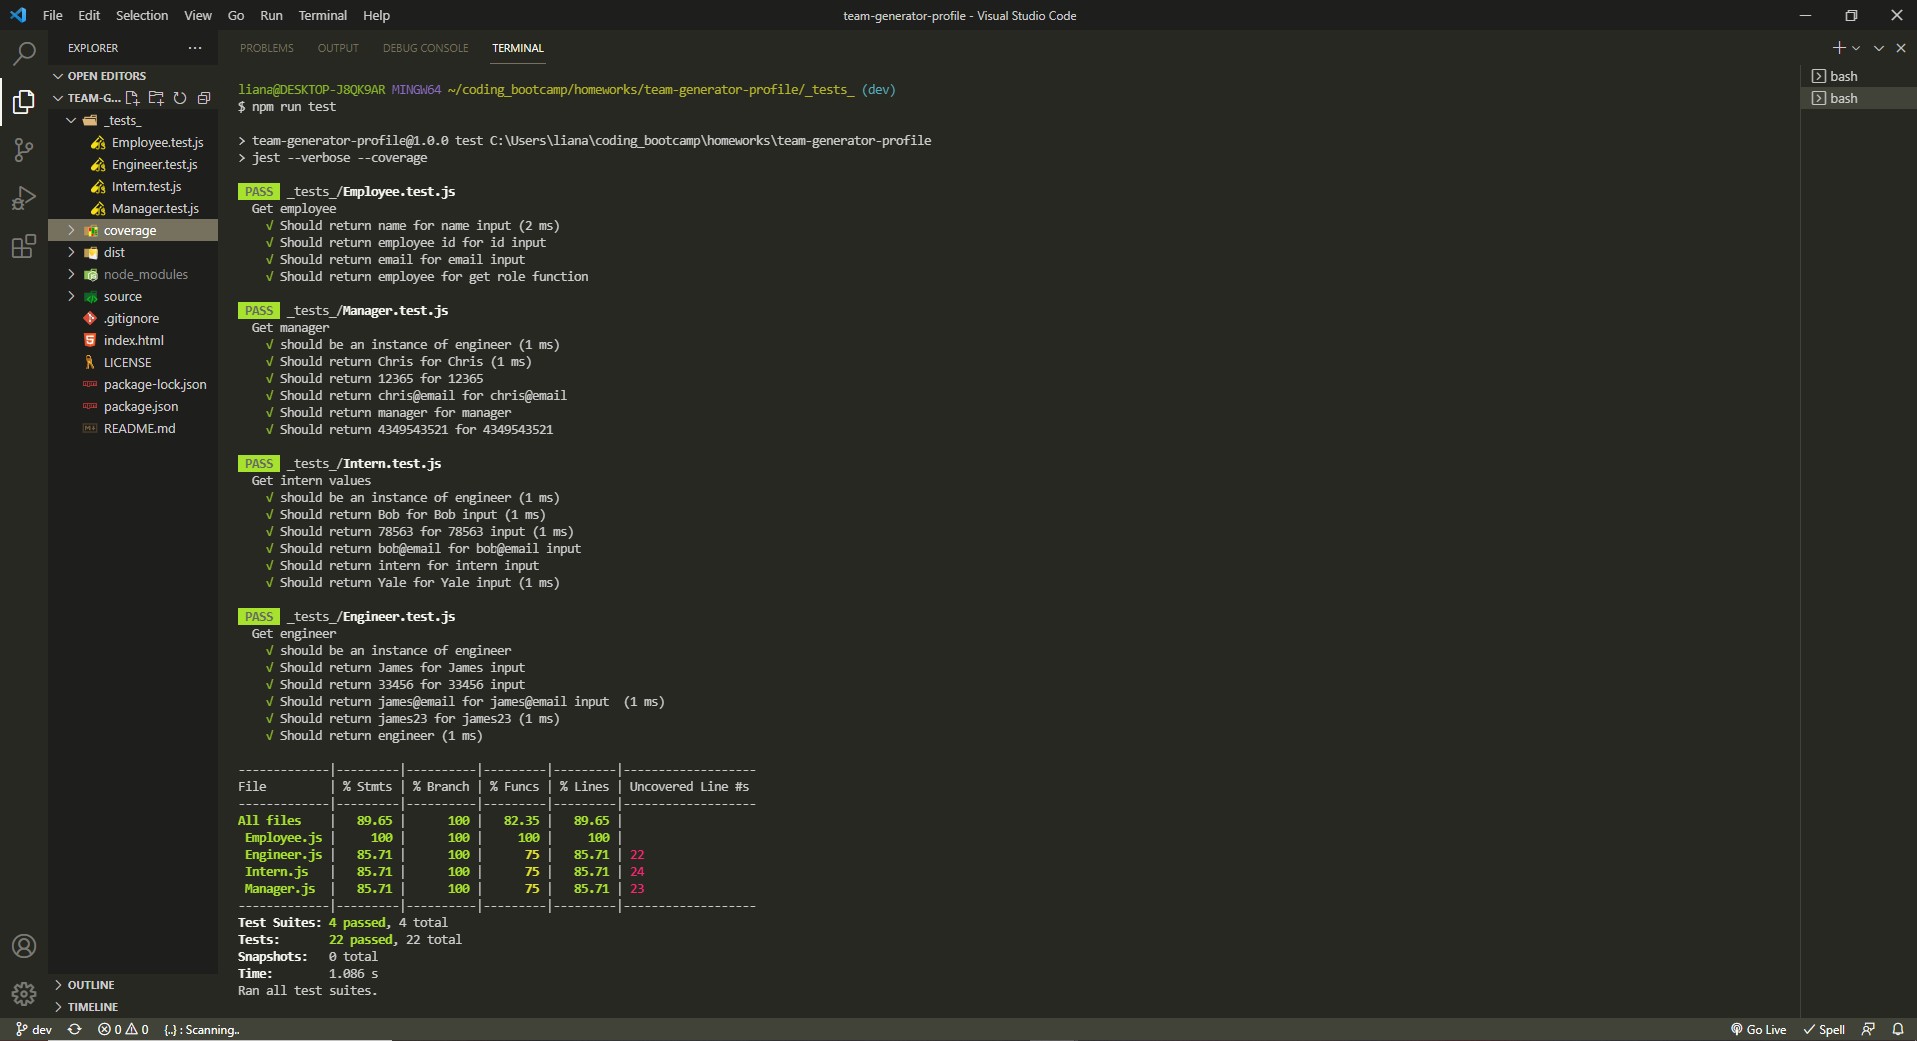 File Edit Selection View Go Run Terminal Help
team-generator-profile - Visual Studio Code
EXPLORER ···
OPEN EDITORS
TEAM-G...
_tests_
Employee.test.js
Engineer.test.js
Intern.test.js
Manager.test.js
coverage
dist
node_modules
source
.gitignore
index.html
LICENSE
package-lock.json
package.json
README.md
OUTLINE
TIMELINE
PROBLEMS OUTPUT DEBUG CONSOLE TERMINAL
liana@DESKTOP-J8QK9AR MINGW64 ~/coding_bootcamp/homeworks/team-generator-profile/_tests_ (dev)
$ npm run test
> team-generator-profile@1.0.0 test C:\Users\liana\coding_bootcamp\homeworks\team-generator-profile
> jest --verbose --coverage
PASS _tests_/Employee.test.js
Get employee
√ Should return name for name input (2 ms)
√ Should return employee id for id input
√ Should return email for email input
√ Should return employee for get role function
PASS _tests_/Manager.test.js
Get manager
√ should be an instance of engineer (1 ms)
√ Should return Chris for Chris (1 ms)
√ Should return 12365 for 12365
√ Should return chris@email for chris@email
√ Should return manager for manager
√ Should return 4349543521 for 4349543521
PASS _tests_/Intern.test.js
Get intern values
√ should be an instance of engineer (1 ms)
√ Should return Bob for Bob input (1 ms)
√ Should return 78563 for 78563 input (1 ms)
√ Should return bob@email for bob@email input
√ Should return intern for intern input
√ Should return Yale for Yale input (1 ms)
PASS _tests_/Engineer.test.js
Get engineer
√ should be an instance of engineer
√ Should return James for James input
√ Should return 33456 for 33456 input
√ Should return james@email for james@email input  (1 ms)
√ Should return james23 for james23 (1 ms)
√ Should return engineer (1 ms)
-------------|---------|----------|---------|---------|-------------------
File         | % Stmts | % Branch | % Funcs | % Lines | Uncovered Line #s
-------------|---------|----------|---------|---------|-------------------
All files    |   89.65 |      100 |   82.35 |   89.65 |
 Employee.js |     100 |      100 |     100 |     100 |
 Engineer.js |   85.71 |      100 |      75 |   85.71 | 22
 Intern.js   |   85.71 |      100 |      75 |   85.71 | 24
 Manager.js  |   85.71 |      100 |      75 |   85.71 | 23
-------------|---------|----------|---------|---------|-------------------
Test Suites: 4 passed, 4 total
Tests:       22 passed, 22 total
Snapshots:   0 total
Time:        1.086 s
Ran all test suites.
bash
bash
dev 0 0 {..} : Scanning.. Go Live Spell